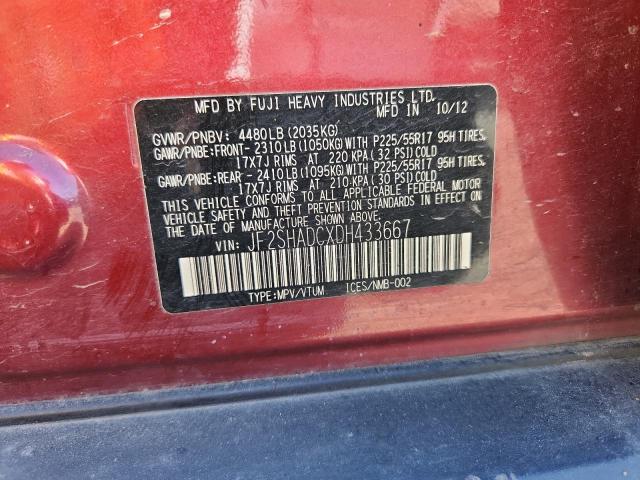 MFD BY FUJI HEAVY INDUSTRIES LTD.
MFD IN 10/12
GVWR/PNBV: 4480LB(2035KG)
GAWR/PNBE:FRONT- 2310LB(1050KG)WITH P225/55R17 95H TIRES,
17X7J RIMS AT 220 KPA(32 PSI)COLD
GAWR/PNBE:REAR - 2410LB(1095KG)WITH P225/55R17 95H TIRES,
17X7J RIMS AT 210 KPA(30 PSI)COLD
THIS VEHICLE CONFORMS TO ALL APPLICABLE FEDERAL MOTOR
VEHICLE SAFETY AND THEFT PREVENTION STANDARDS IN EFFECT ON
THE DATE OF MANUFACTURE SHOWN ABOVE.
VIN: JF2SHADCXDH433667
TYPE:MPV/VTUM ICES/NMB-002